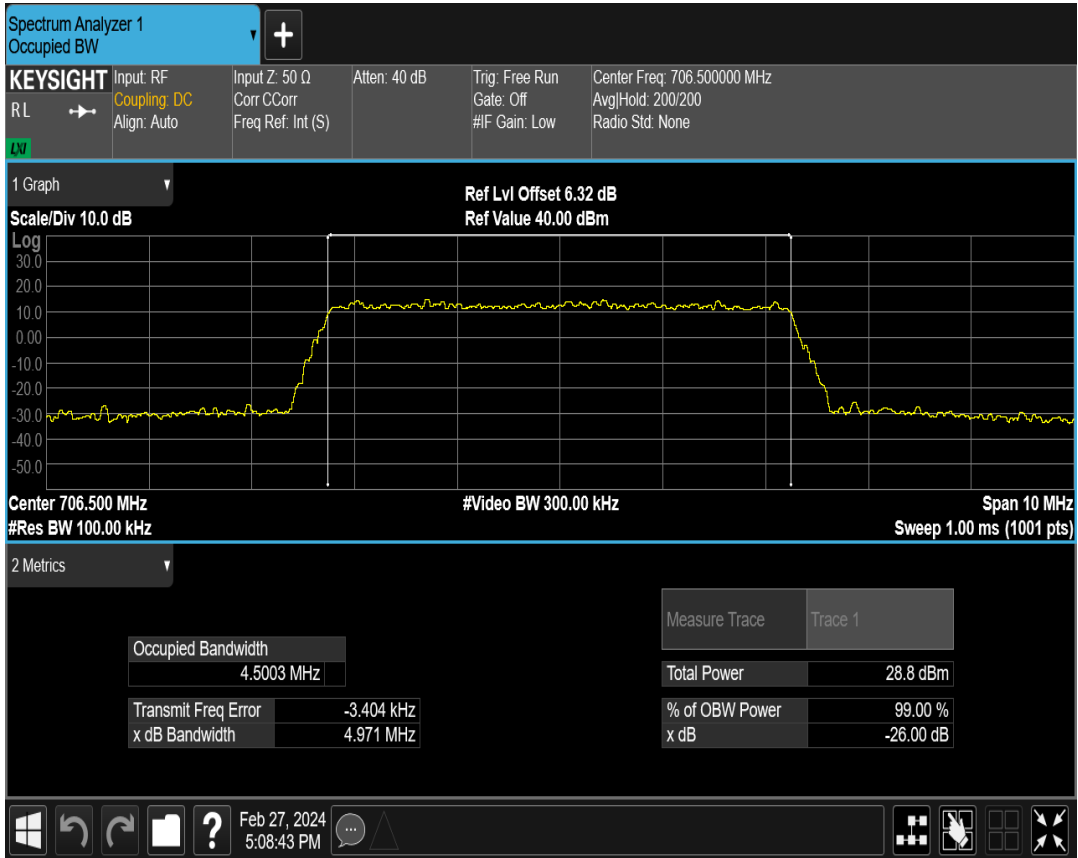 Spectrum Analyzer 1
Occupied BW
KEYSIGHT
R L
LXI
Input: RF
Coupling: DC
Align: Auto
Input Z: 50 Ω
Corr CCorr
Freq Ref: Int (S)
Atten: 40 dB
Trig: Free Run
Gate: Off
#IF Gain: Low
Center Freq: 706.500000 MHz
Avg|Hold: 200/200
Radio Std: None
1 Graph
Scale/Div 10.0 dB
Ref Lvl Offset 6.32 dB
Ref Value 40.00 dBm
Log
30.0
20.0
10.0
0.00
-10.0
-20.0
-30.0
-40.0
-50.0
Center 706.500 MHz
#Video BW 300.00 kHz
Span 10 MHz
#Res BW 100.00 kHz
Sweep 1.00 ms (1001 pts)
2 Metrics
Measure Trace Trace 1
Occupied Bandwidth
4.5003 MHz
Total Power 28.8 dBm
Transmit Freq Error -3.404 kHz
% of OBW Power 99.00 %
x dB Bandwidth 4.971 MHz
x dB -26.00 dB
?
Feb 27, 2024
5:08:43 PM